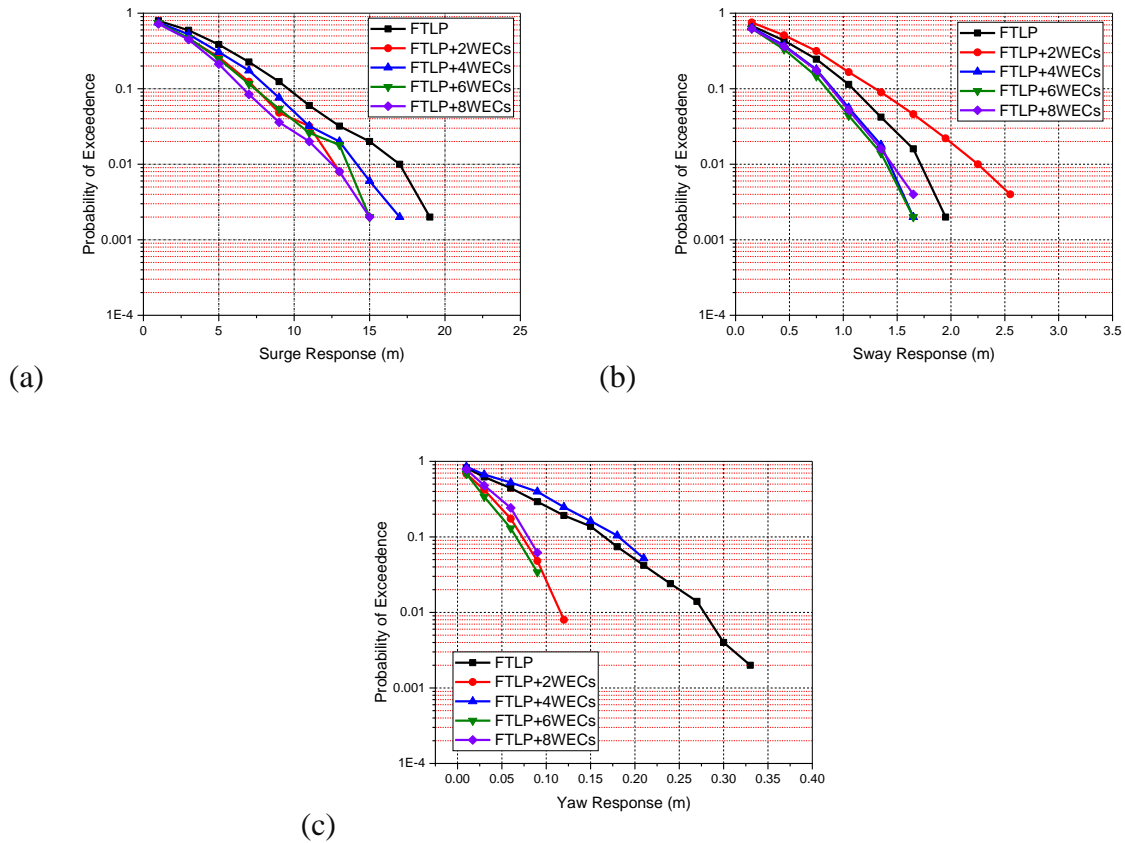 1
0.1
0.01
0.001
1E-4
Probability of Exceedence
0
5
10
15
20
25
Surge Response (m)
FTLP
FTLP+2WECs
FTLP+4WECs
FTLP+6WECs
FTLP+8WECs
(a)
1
0.1
0.01
0.001
1E-4
Probability of Exceedence
0.0
0.5
1.0
1.5
2.0
2.5
3.0
3.5
Sway Response (m)
FTLP
FTLP+2WECs
FTLP+4WECs
FTLP+6WECs
FTLP+8WECs
(b)
1
0.1
0.01
0.001
1E-4
Probability of Exceedence
FTLP
FTLP+2WECs
FTLP+4WECs
FTLP+6WECs
FTLP+8WECs
0.00
0.05
0.10
0.15
0.20
0.25
0.30
0.35
0.40
Yaw Response (m)
(c)